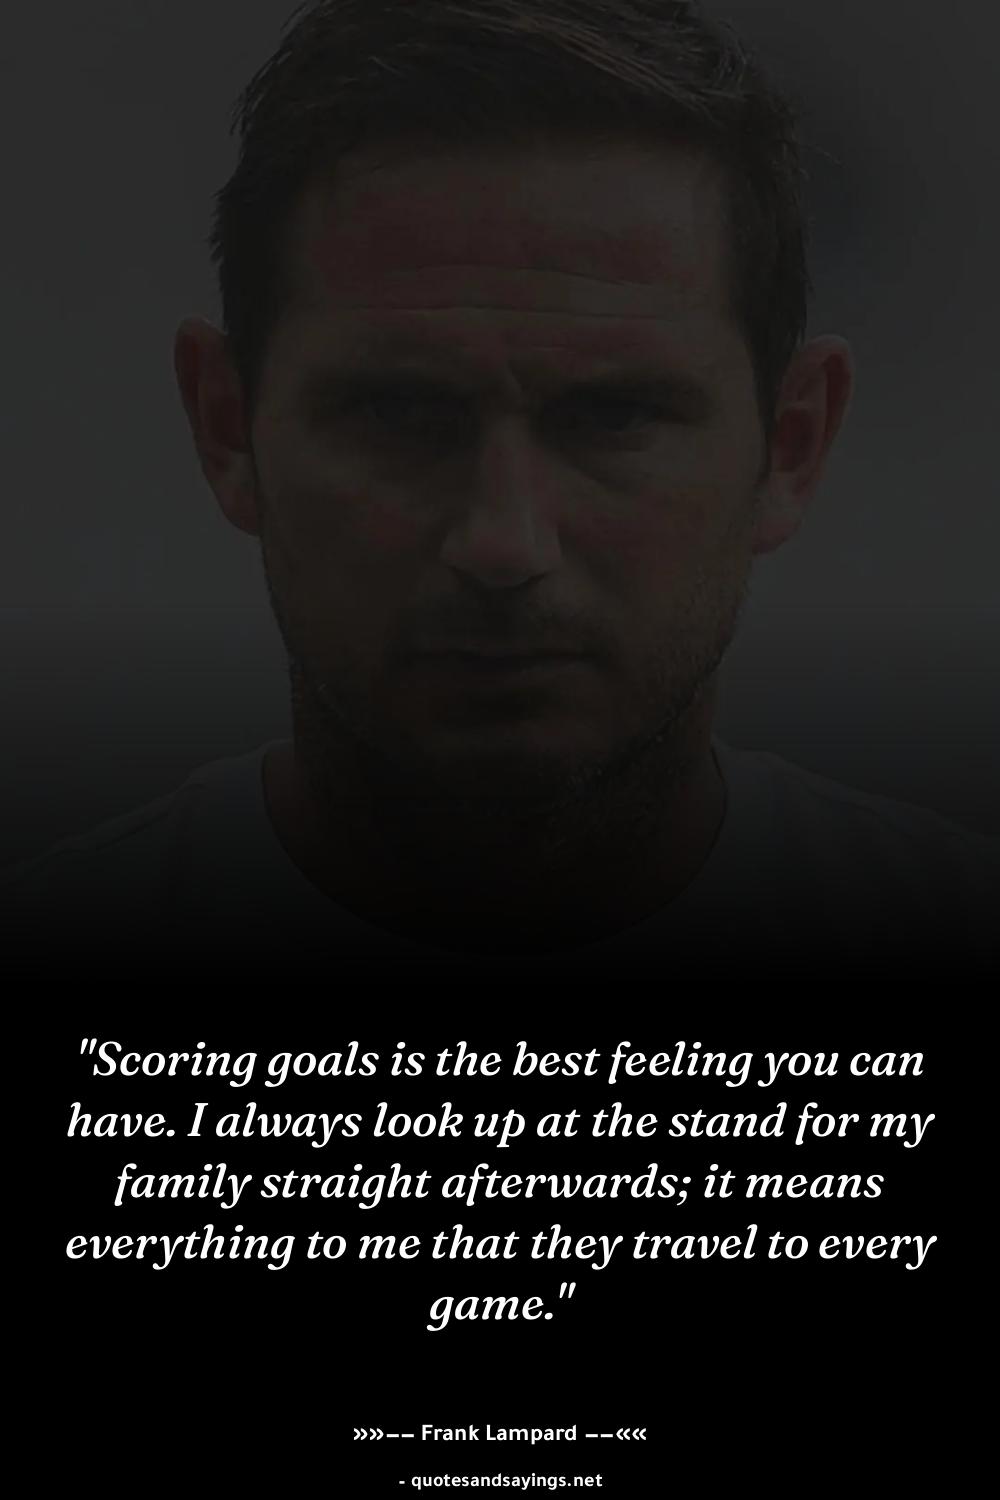 "Scoring goals is the best feeling you can
have. I always look up at the stand for my
family straight afterwards; it means
everything to me that they travel to every
game."
»»–– Frank Lampard ––««
- quotesandsayings.net